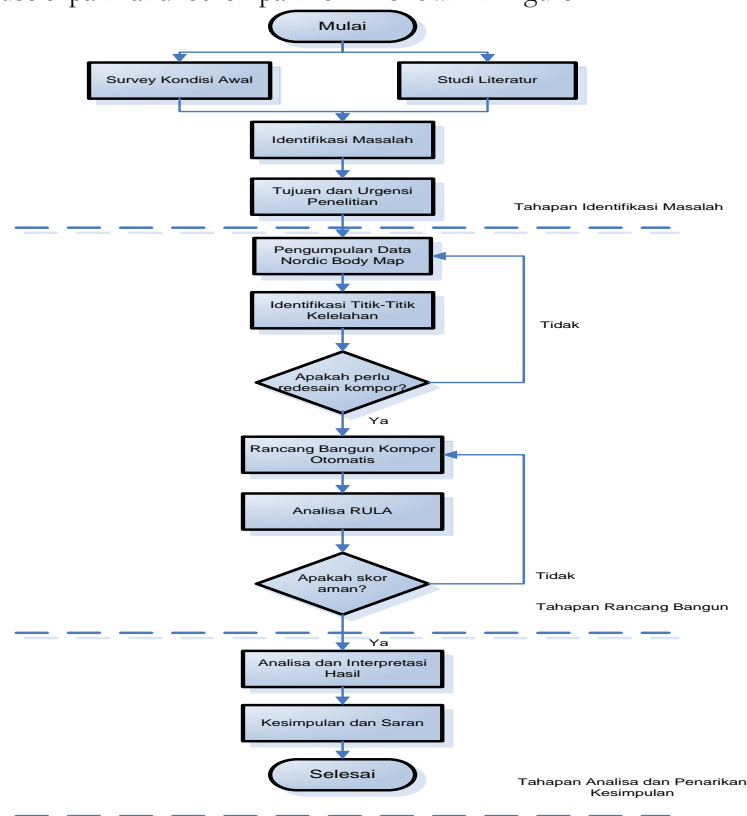 Mulai
Survey Kondisi Awal
Studi Literatur
Identifikasi Masalah
Tujuan dan Urgensi
Penelitian
Tahapan Identifikasi Masalah
Pengumpulan Data
Nordic Body Map
Identifikasi Titik-Titik
Kelelahan
Tidak
Apakah perlu
redesain kompor?
Ya
Rancang Bangun Kompor
Otomatis
Analisa RULA
Apakah skor
aman?
Tidak
Tahapan Rancang Bangun
Ya
Analisa dan Interpretasi
Hasil
Kesimpulan dan Saran
Selesai
Tahapan Analisa dan Penarikan
Kesimpulan